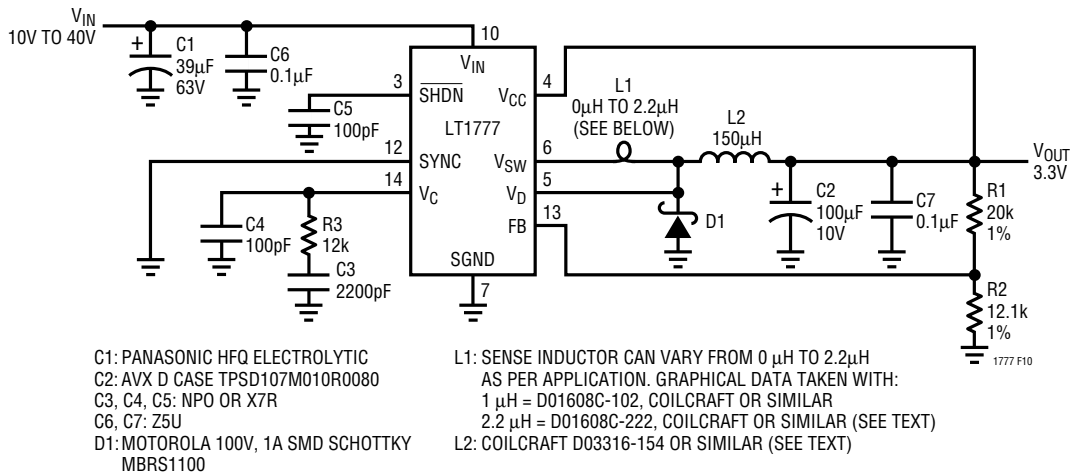 VIN
10V TO 40V
C1
39µF
63V
C6
0.1µF
10
VIN
3
SHDN
VCC
4
C5
100pF
LT1777
L1
0µH TO 2.2µH
(SEE BELOW)
L2
150µH
12
SYNC
VSW
6
VOUT
3.3V
14
VC
VD
5
C4
100pF
R3
12k
C3
2200pF
FB
13
D1
C2
100µF
10V
C7
0.1µF
R1
20k
1%
SGND
7
R2
12.1k
1%
1777 F10
C1: PANASONIC HFQ ELECTROLYTIC
C2: AVX D CASE TPSD107M010R0080
C3, C4, C5: NPO OR X7R
C6, C7: Z5U
D1: MOTOROLA 100V, 1A SMD SCHOTTKY
MBRS1100
L1: SENSE INDUCTOR CAN VARY FROM 0 µH TO 2.2µH
AS PER APPLICATION. GRAPHICAL DATA TAKEN WITH:
1 µH = D01608C-102, COILCRAFT OR SIMILAR
2.2 µH = D01608C-222, COILCRAFT OR SIMILAR (SEE TEXT)
L2: COILCRAFT D03316-154 OR SIMILAR (SEE TEXT)